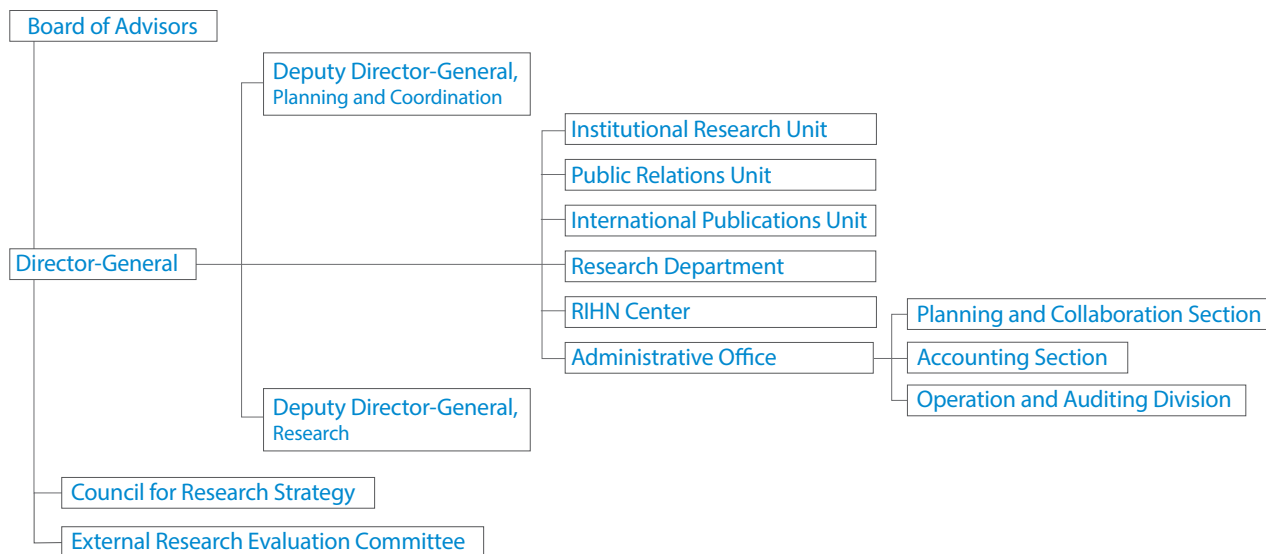 Board of Advisors
Deputy Director-General,
Planning and Coordination
Institutional Research Unit
Public Relations Unit
International Publications Unit
Director-General
Research Department
RIHN Center
Planning and Collaboration Section
Administrative Office
Accounting Section
Operation and Auditing Division
Deputy Director-General,
Research
Council for Research Strategy
External Research Evaluation Committee